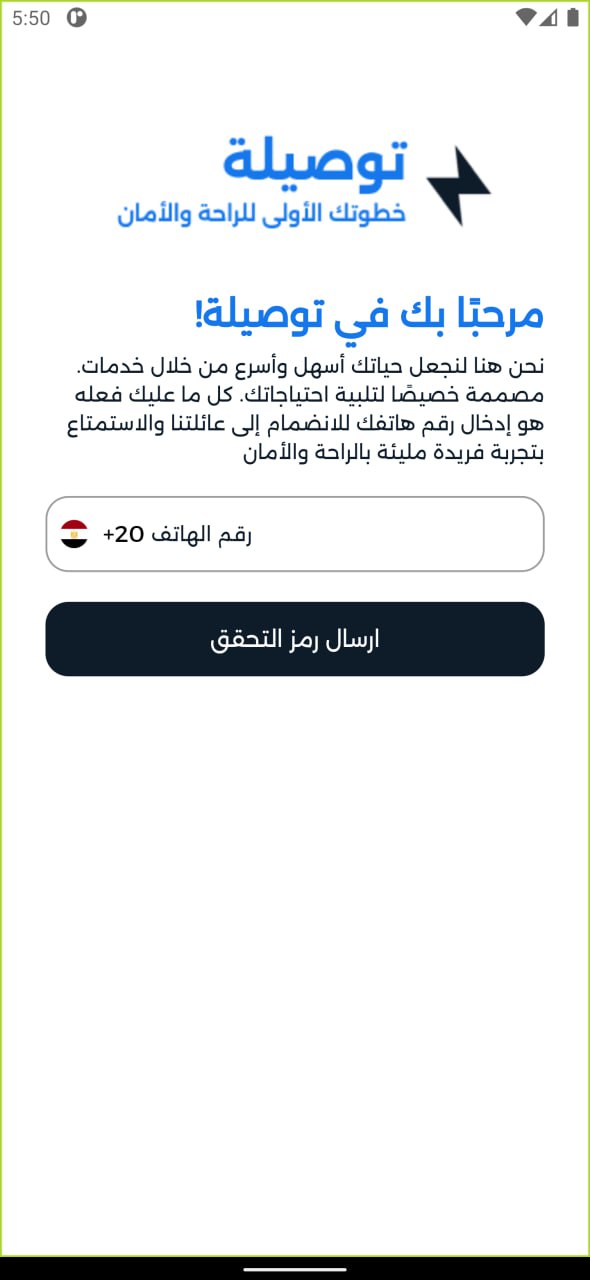 5:50
توصيلة
خطوتك الأولى للراحة والأمان
مرحبًا بك في توصيلة!
نحن هنا لنجعل حياتك أسهل وأسرع من خلال خدمات.
مصممة خصيصًا لتلبية احتياجاتك. كل ما عليك فعله
هو إدخال رقم هاتفك للانضمام إلى عائلتنا والاستمتاع
بتجربة فريدة مليئة بالراحة والأمان
+20 رقم الهاتف
ارسال رمز التحقق